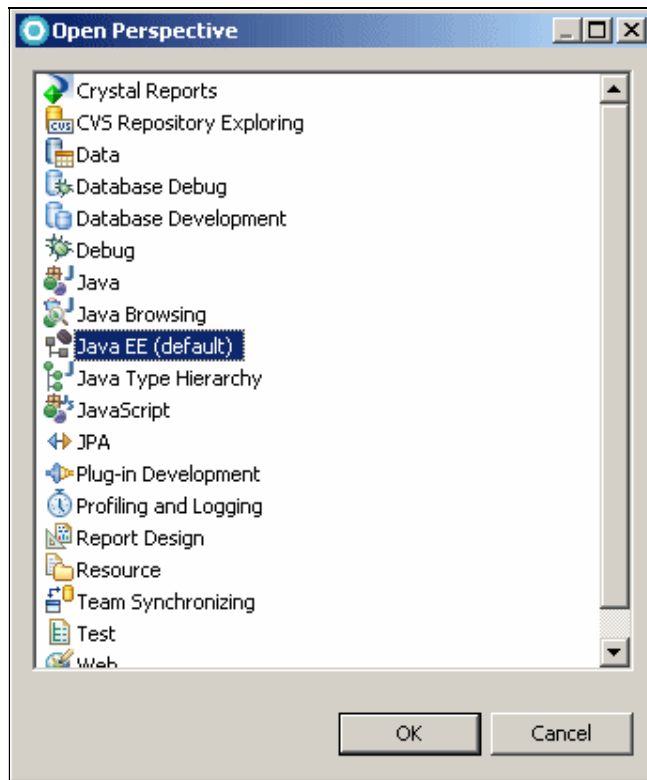 Open Perspective
Crystal Reports
CVS Repository Exploring
Data
Database Debug
Database Development
Debug
Java
Java Browsing
Java EE (default)
Java Type Hierarchy
JavaScript
JPA
Plug-in Development
Profiling and Logging
Report Design
Resource
Team Synchronizing
Test
Web
OK Cancel